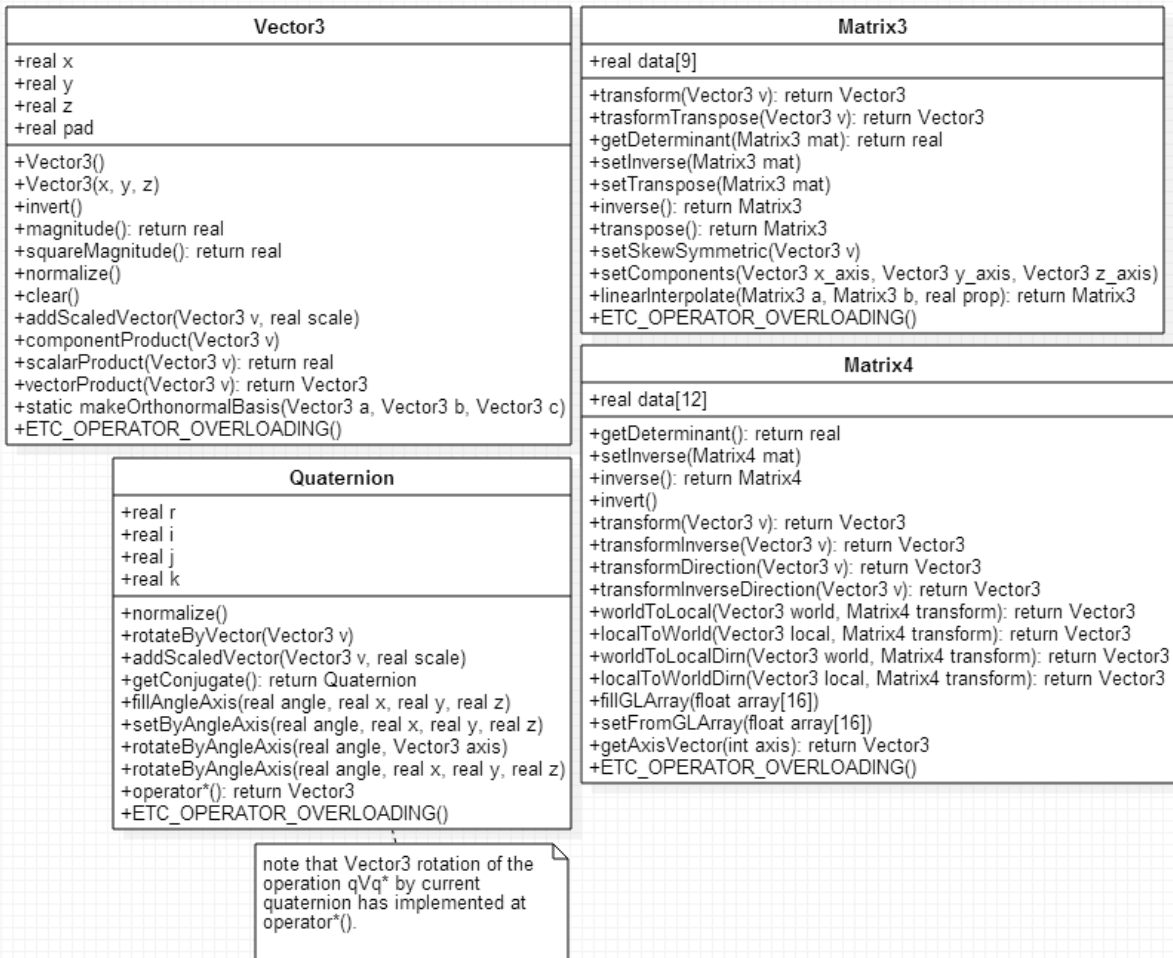 Vector3
+real x
+real y
+real z
+real pad
+Vector3()
+Vector3(x, y, z)
+invert()
+magnitude(): return real
+squareMagnitude(): return real
+normalize()
+clear()
+addScaledVector(Vector3 v, real scale)
+componentProduct(Vector3 v)
+scalarProduct(Vector3 v): return real
+vectorProduct(Vector3 v): return Vector3
+static makeOrthonormalBasis(Vector3 a, Vector3 b, Vector3 c)
+ETC_OPERATOR_OVERLOADING()
Matrix3
+real data[9]
+transform(Vector3 v): return Vector3
+trasformTranspose(Vector3 v): return Vector3
+getDeterminant(Matrix3 mat): return real
+setInverse(Matrix3 mat)
+setTranspose(Matrix3 mat)
+inverse(): return Matrix3
+transpose(): return Matrix3
+setSkewSymmetric(Vector3 v)
+setComponents(Vector3 x_axis, Vector3 y_axis, Vector3 z_axis)
+linearInterpolate(Matrix3 a, Matrix3 b, real prop): return Matrix3
+ETC_OPERATOR_OVERLOADING()
Quaternion
+real r
+real i
+real j
+real k
+normalize()
+rotateByVector(Vector3 v)
+addScaledVector(Vector3 v, real scale)
+getConjugate(): return Quaternion
+fillAngleAxis(real angle, real x, real y, real z)
+setByAngleAxis(real angle, real x, real y, real z)
+rotateByAngleAxis(real angle, Vector3 axis)
+rotateByAngleAxis(real angle, real x, real y, real z)
+operator*(): return Vector3
+ETC_OPERATOR_OVERLOADING()
note that Vector3 rotation of the
operation qVq* by current
quaternion has implemented at
operator*().
Matrix4
+real data[12]
+getDeterminant(): return real
+setInverse(Matrix4 mat)
+inverse(): return Matrix4
+invert()
+transform(Vector3 v): return Vector3
+transformInverse(Vector3 v): return Vector3
+transformDirection(Vector3 v): return Vector3
+transformInverseDirection(Vector3 v): return Vector3
+worldToLocal(Vector3 world, Matrix4 transform): return Vector3
+localToWorld(Vector3 local, Matrix4 transform): return Vector3
+worldToLocalDirn(Vector3 world, Matrix4 transform): return Vector3
+localToWorldDirn(Vector3 local, Matrix4 transform): return Vector3
+fillGLArray(float array[16])
+setFromGLArray(float array[16])
+getAxisVector(int axis): return Vector3
+ETC_OPERATOR_OVERLOADING()